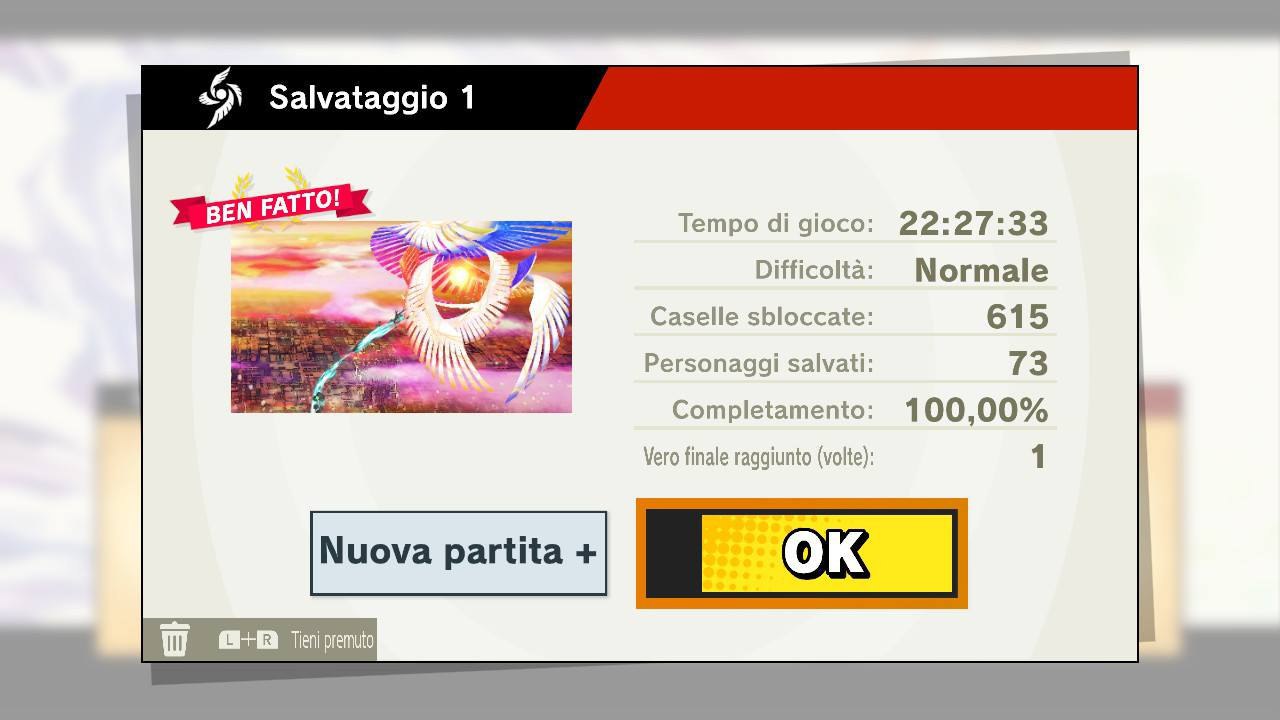 Salvataggio 1
BEN FATTO!
Tempo di gioco: 22:27:33
Difficoltà: Normale
Caselle sbloccate: 615
Personaggi salvati: 73
Completamento: 100,00%
Vero finale raggiunto (volte): 1
Nuova partita +
OK
L+R Tieni premuto